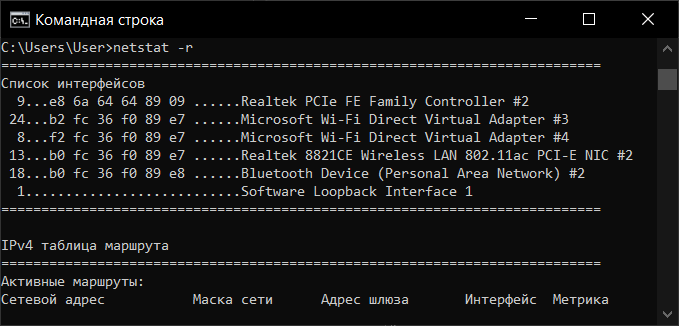 Командная строка
C:\Users\User>netstat -r
===========================================================================
Список интерфейсов
  9...e8 6a 64 64 89 09 ......Realtek PCIe FE Family Controller #2
 24...b2 fc 36 f0 89 e7 ......Microsoft Wi-Fi Direct Virtual Adapter #3
  8...f2 fc 36 f0 89 e7 ......Microsoft Wi-Fi Direct Virtual Adapter #4
 13...b0 fc 36 f0 89 e7 ......Realtek 8821CE Wireless LAN 802.11ac PCI-E NIC #2
 18...b0 fc 36 f0 89 e8 ......Bluetooth Device (Personal Area Network) #2
  1...........................Software Loopback Interface 1
===========================================================================
IPv4 таблица маршрута
===========================================================================
Активные маршруты:
Сетевой адрес           Маска сети      Адрес шлюза       Интерфейс  Метрика